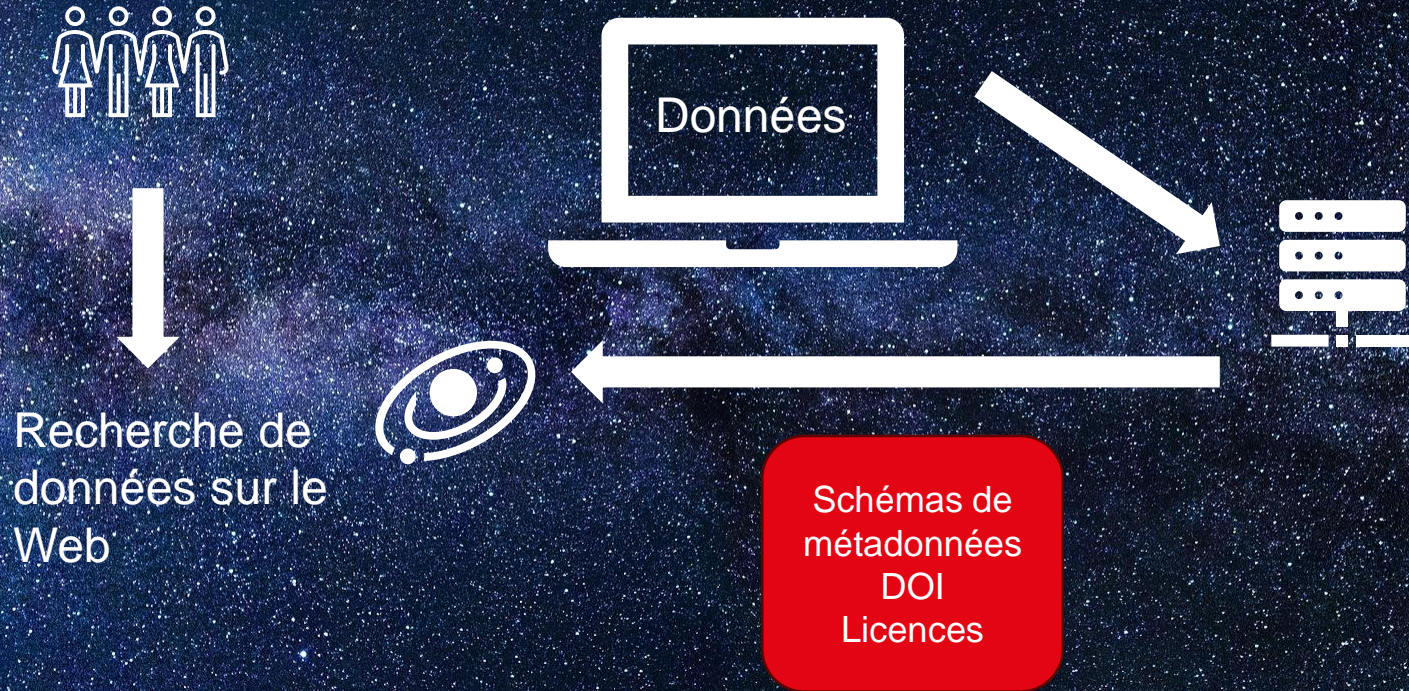 Données
Recherche de
données sur le
Web
Schémas de
métadonnées
DOI
Licences